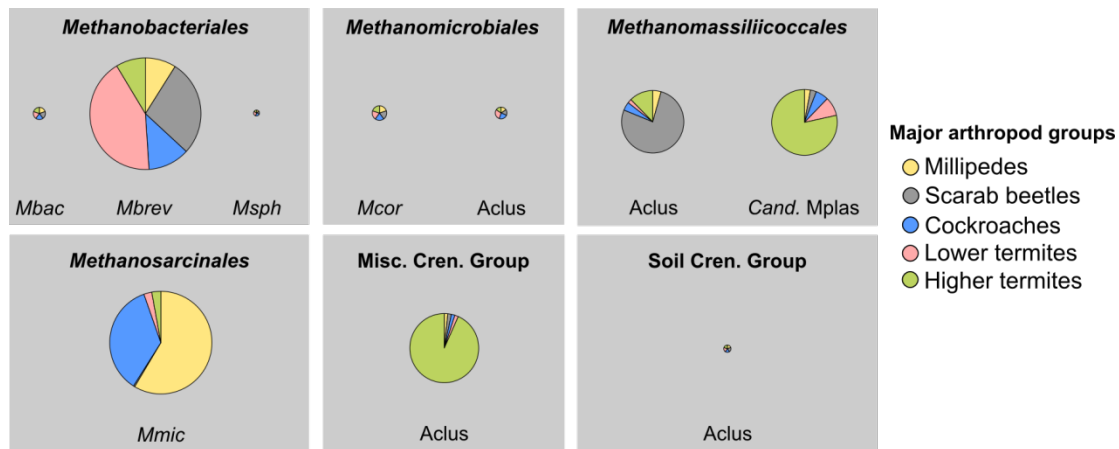 Methanobacteriales
Mbac
Mbrev
Msph
Methanomicrobiales
Mcor
Aclus
Methanomassiliicoccales
Aclus
Cand. Mplas
Methanosarcinales
Mmic
Misc. Cren. Group
Aclus
Soil Cren. Group
Aclus
Major arthropod groups
Millipedes
Scarab beetles
Cockroaches
Lower termites
Higher termites